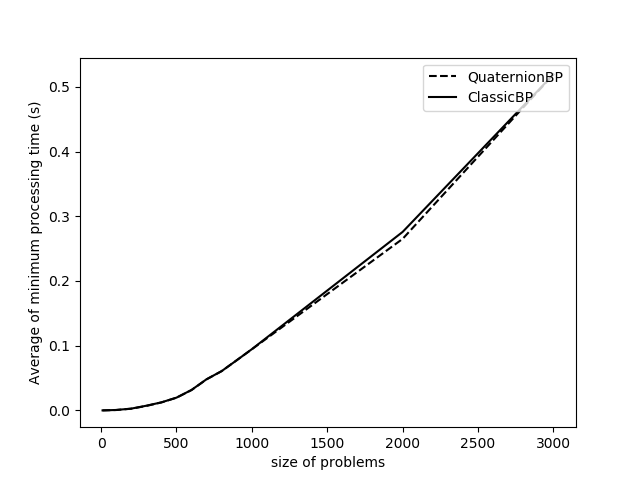 QuaternionBP
ClassicBP
0.5
0.4
0.3
0.2
0.1
0.0
Average of minimum processing time (s)
0 500 1000 1500 2000 2500 3000
size of problems